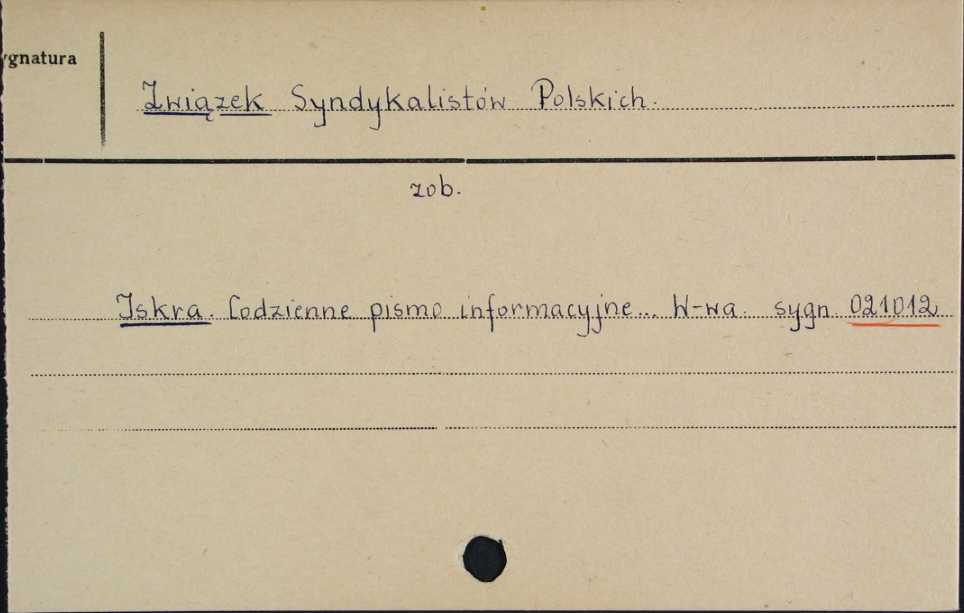 ygnatura
Związek Syndykalistów Polskich.
zob.
Iskra. Codzienne pismo informacyjne... W-wa. sygn. 021012